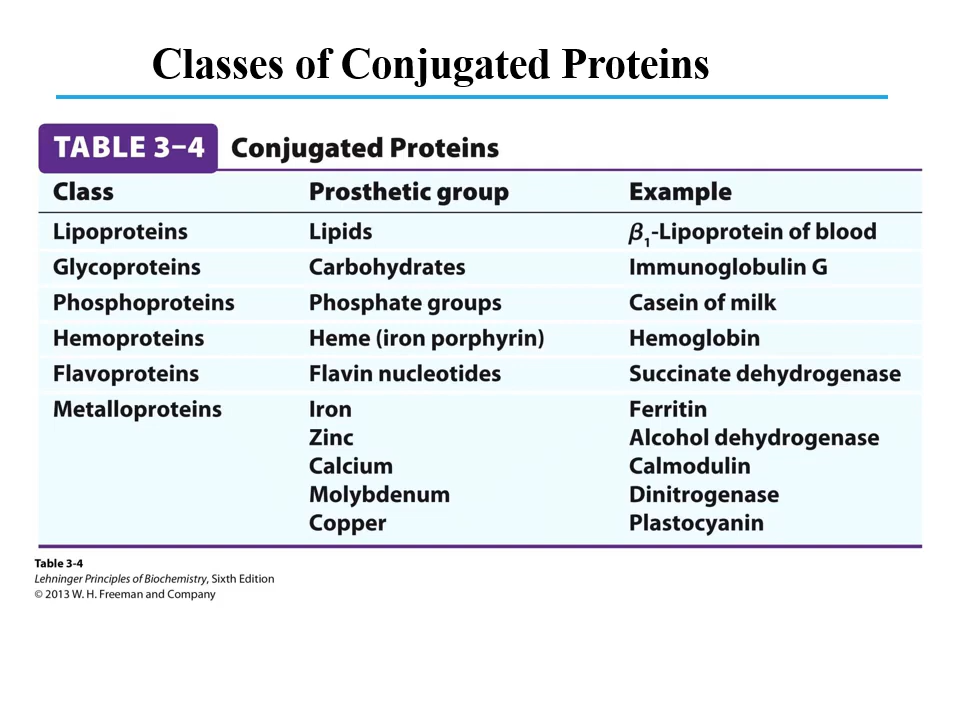 Classes of Conjugated Proteins
TABLE 3–4 Conjugated Proteins
Class Prosthetic group Example
Lipoproteins Lipids β₁-Lipoprotein of blood
Glycoproteins Carbohydrates Immunoglobulin G
Phosphoproteins Phosphate groups Casein of milk
Hemoproteins Heme (iron porphyrin) Hemoglobin
Flavoproteins Flavin nucleotides Succinate dehydrogenase
Metalloproteins Iron Ferritin
Zinc Alcohol dehydrogenase
Calcium Calmodulin
Molybdenum Dinitrogenase
Copper Plastocyanin
Table 3-4
Lehninger Principles of Biochemistry, Sixth Edition
© 2013 W. H. Freeman and Company